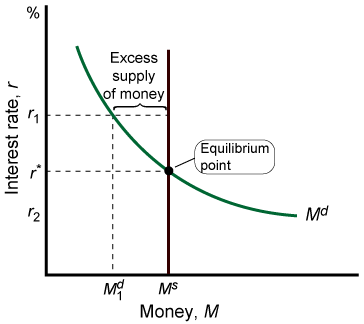 %
Excess
supply
of money
r₁
Equilibrium
point
r*
r₂
Mᵈ
Interest rate, r
M₁ᵈ
Mˢ
Money, M